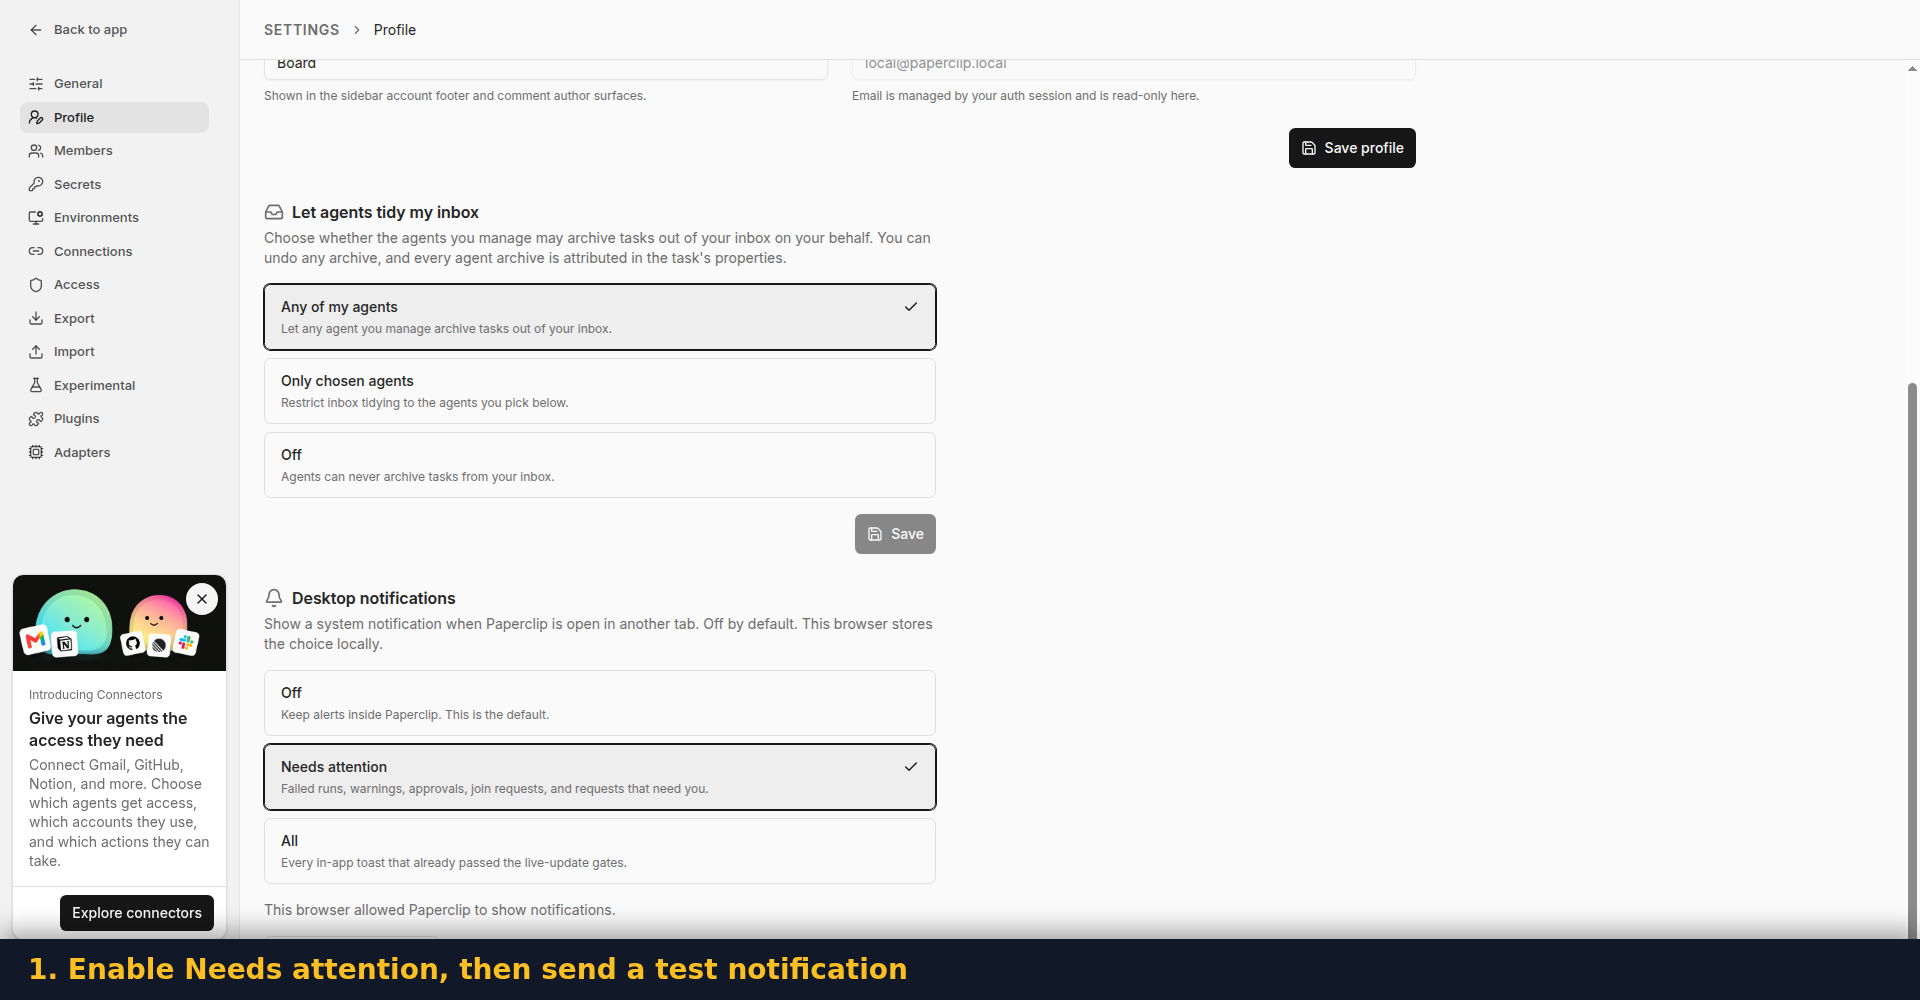 Back to app
General
Profile
Members
Secrets
Environments
Connections
Access
Export
Import
Experimental
Plugins
Adapters
Introducing Connectors
Give your agents the
access they need
Connect Gmail, GitHub,
Notion, and more. Choose
which agents get access,
which accounts they use,
and which actions they can
take.
Explore connectors
SETTINGS > Profile
Board
local@paperclip.local
Shown in the sidebar account footer and comment author surfaces.
Email is managed by your auth session and is read-only here.
Save profile
Let agents tidy my inbox
Choose whether the agents you manage may archive tasks out of your inbox on your behalf. You can
undo any archive, and every agent archive is attributed in the task's properties.
Any of my agents
Let any agent you manage archive tasks out of your inbox.
Only chosen agents
Restrict inbox tidying to the agents you pick below.
Off
Agents can never archive tasks from your inbox.
Save
Desktop notifications
Show a system notification when Paperclip is open in another tab. Off by default. This browser stores
the choice locally.
Off
Keep alerts inside Paperclip. This is the default.
Needs attention
Failed runs, warnings, approvals, join requests, and requests that need you.
All
Every in-app toast that already passed the live-update gates.
This browser allowed Paperclip to show notifications.
1. Enable Needs attention, then send a test notification